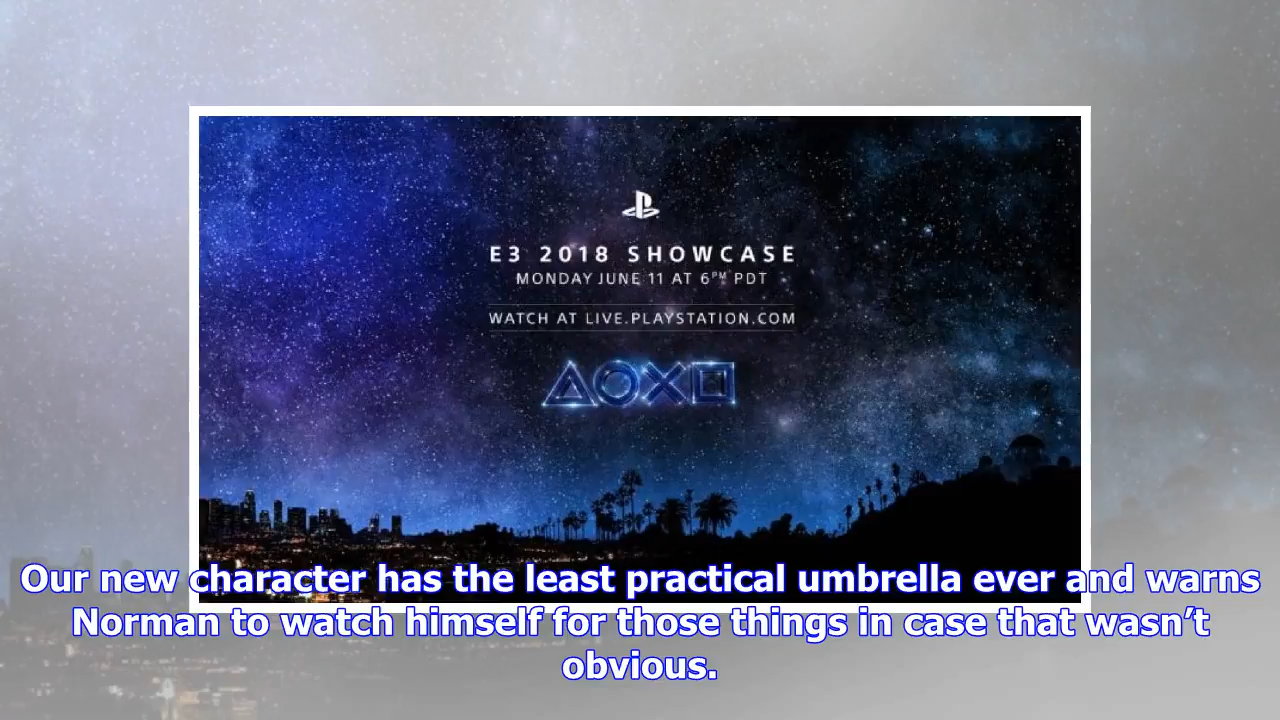 E3 2018 SHOWCASE
MONDAY JUNE 11 AT 6PM PDT
WATCH AT LIVE.PLAYSTATION.COM
Our new character has the least practical umbrella ever and warns
Norman to watch himself for those things in case that wasn’t
obvious.